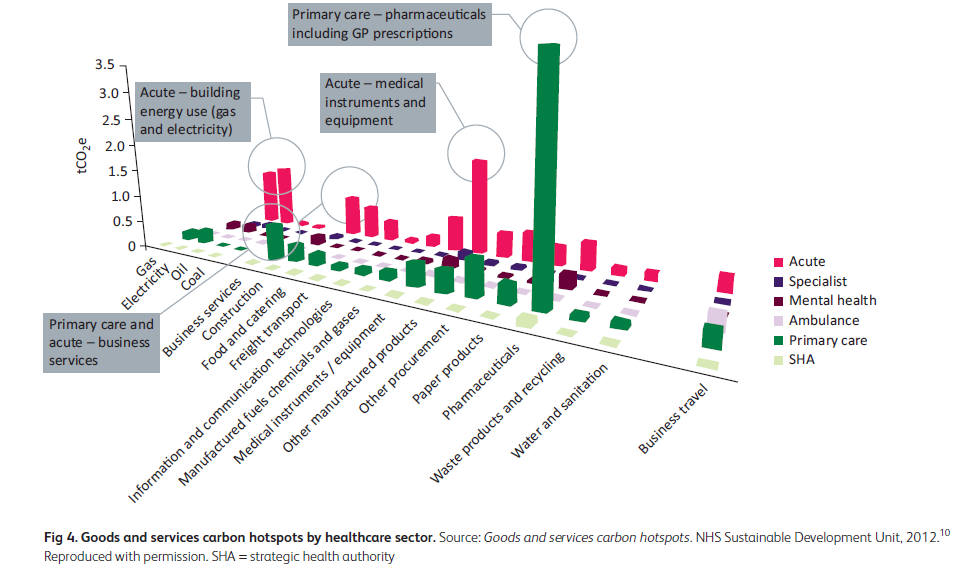 Primary care – pharmaceuticals
including GP prescriptions
Acute – building
energy use (gas
and electricity)
Acute – medical
instruments and
equipment
tCO₂e
3.5
3.0
2.5
2.0
1.5
1.0
0.5
0
Gas
Electricity
Oil
Coal
Business services
Construction
Food and catering
Freight transport
Information and communication technologies
Manufactured fuels chemicals and gases
Medical instruments / equipment
Other manufactured products
Other procurement
Paper products
Pharmaceuticals
Waste products and recycling
Water and sanitation
Business travel
Primary care and
acute – business
services
Acute
Specialist
Mental health
Ambulance
Primary care
SHA
Fig 4. Goods and services carbon hotspots by healthcare sector. Source: Goods and services carbon hotspots. NHS Sustainable Development Unit, 2012.¹⁰
Reproduced with permission. SHA = strategic health authority